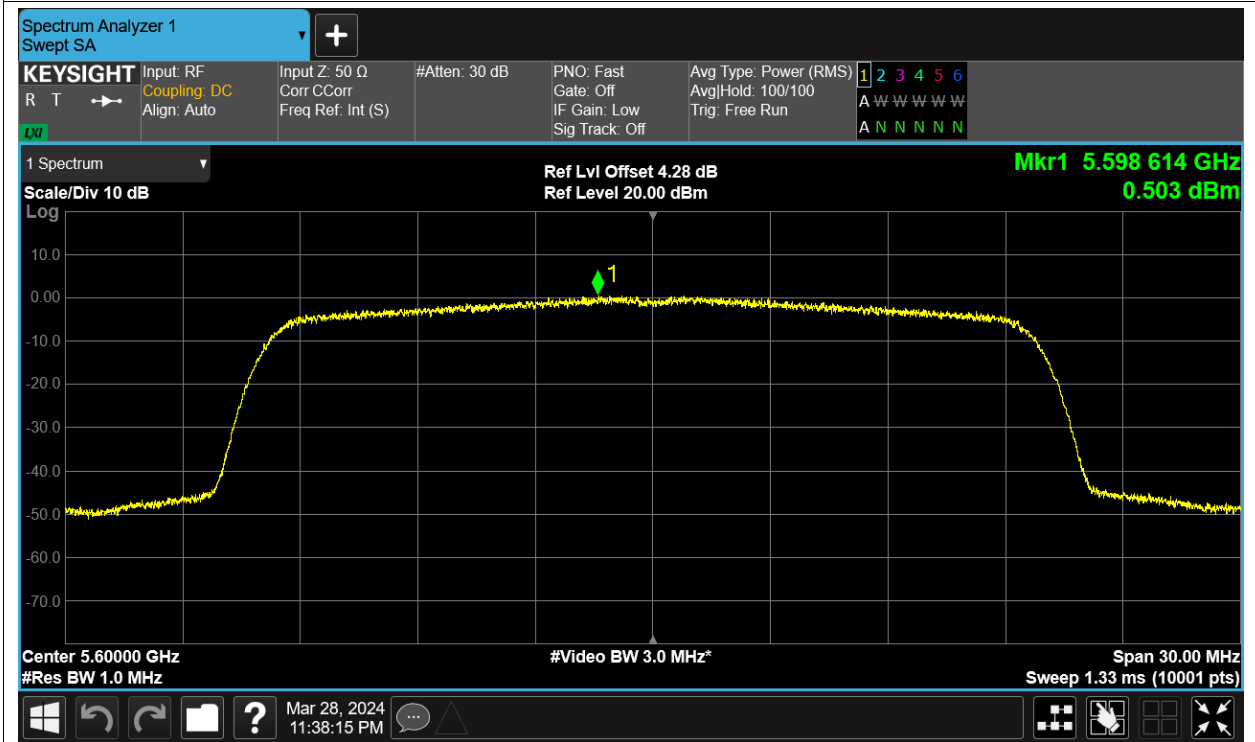 Spectrum Analyzer 1
Swept SA
+
KEYSIGHT
R T
LXI
Input: RF
Coupling: DC
Align: Auto
Input Z: 50 Ω
Corr CCorr
Freq Ref: Int (S)
#Atten: 30 dB
PNO: Fast
Gate: Off
IF Gain: Low
Sig Track: Off
Avg Type: Power (RMS)
Avg|Hold: 100/100
Trig: Free Run
1 2 3 4 5 6
A W W W W W
A N N N N N
1 Spectrum
Scale/Div 10 dB
Log
Ref Lvl Offset 4.28 dB
Ref Level 20.00 dBm
Mkr1 5.598 614 GHz
0.503 dBm
1
10.0
0.00
-10.0
-20.0
-30.0
-40.0
-50.0
-60.0
-70.0
Center 5.60000 GHz
#Res BW 1.0 MHz
#Video BW 3.0 MHz*
Span 30.00 MHz
Sweep 1.33 ms (10001 pts)
?
Mar 28, 2024
11:38:15 PM